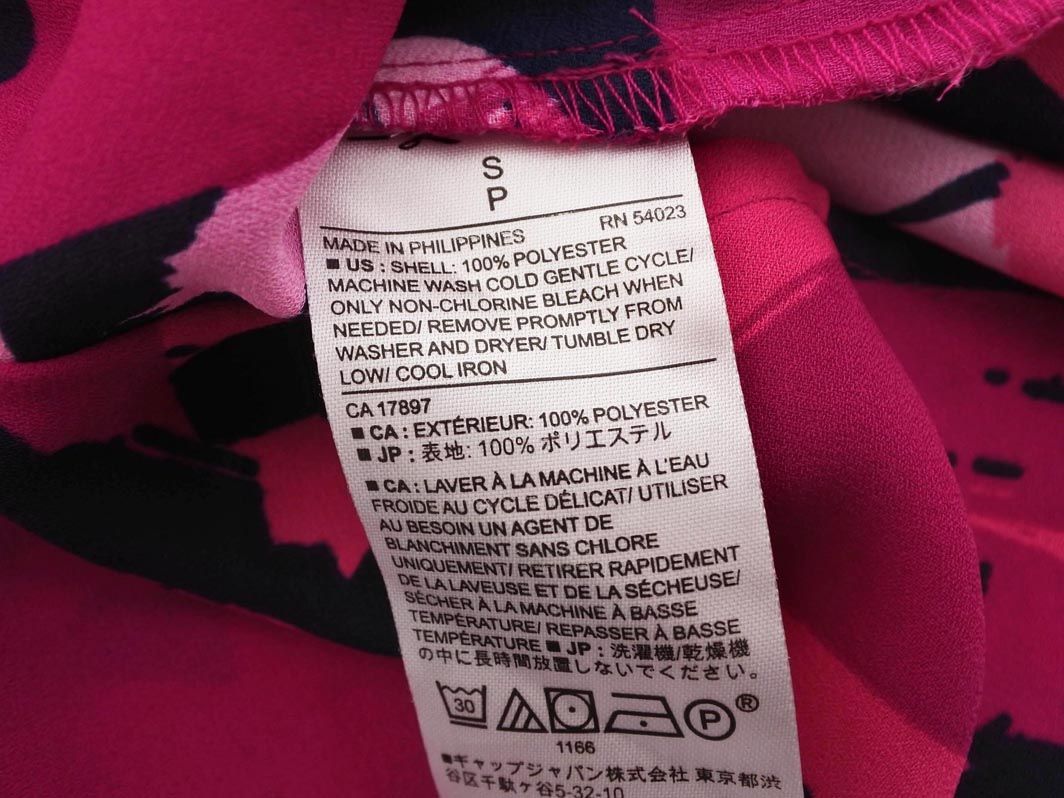 S
P
RN 54023
MADE IN PHILIPPINES
■ US : SHELL: 100% POLYESTER
MACHINE WASH COLD GENTLE CYCLE/
ONLY NON-CHLORINE BLEACH WHEN
NEEDED/ REMOVE PROMPTLY FROM
WASHER AND DRYER/ TUMBLE DRY
LOW/ COOL IRON
CA 17897
■ CA : EXTÉRIEUR: 100% POLYESTER
■ JP : 表地: 100% ポリエステル
■ CA : LAVER À LA MACHINE À L'EAU
FROIDE AU CYCLE DÉLICAT/ UTILISER
AU BESOIN UN AGENT DE
BLANCHIMENT SANS CHLORE
UNIQUEMENT/ RETIRER RAPIDEMENT
DE LA LAVEUSE ET DE LA SÉCHEUSE/
SÉCHER À LA MACHINE À BASSE
TEMPÉRATURE/ REPASSER À BASSE
TEMPÉRATURE ■ JP : 洗濯機/乾燥機
の中に長時間放置しないでください。
30 P ®
1166
■ギャップジャパン株式会社 東京都渋
谷区千駄ヶ谷5-32-10